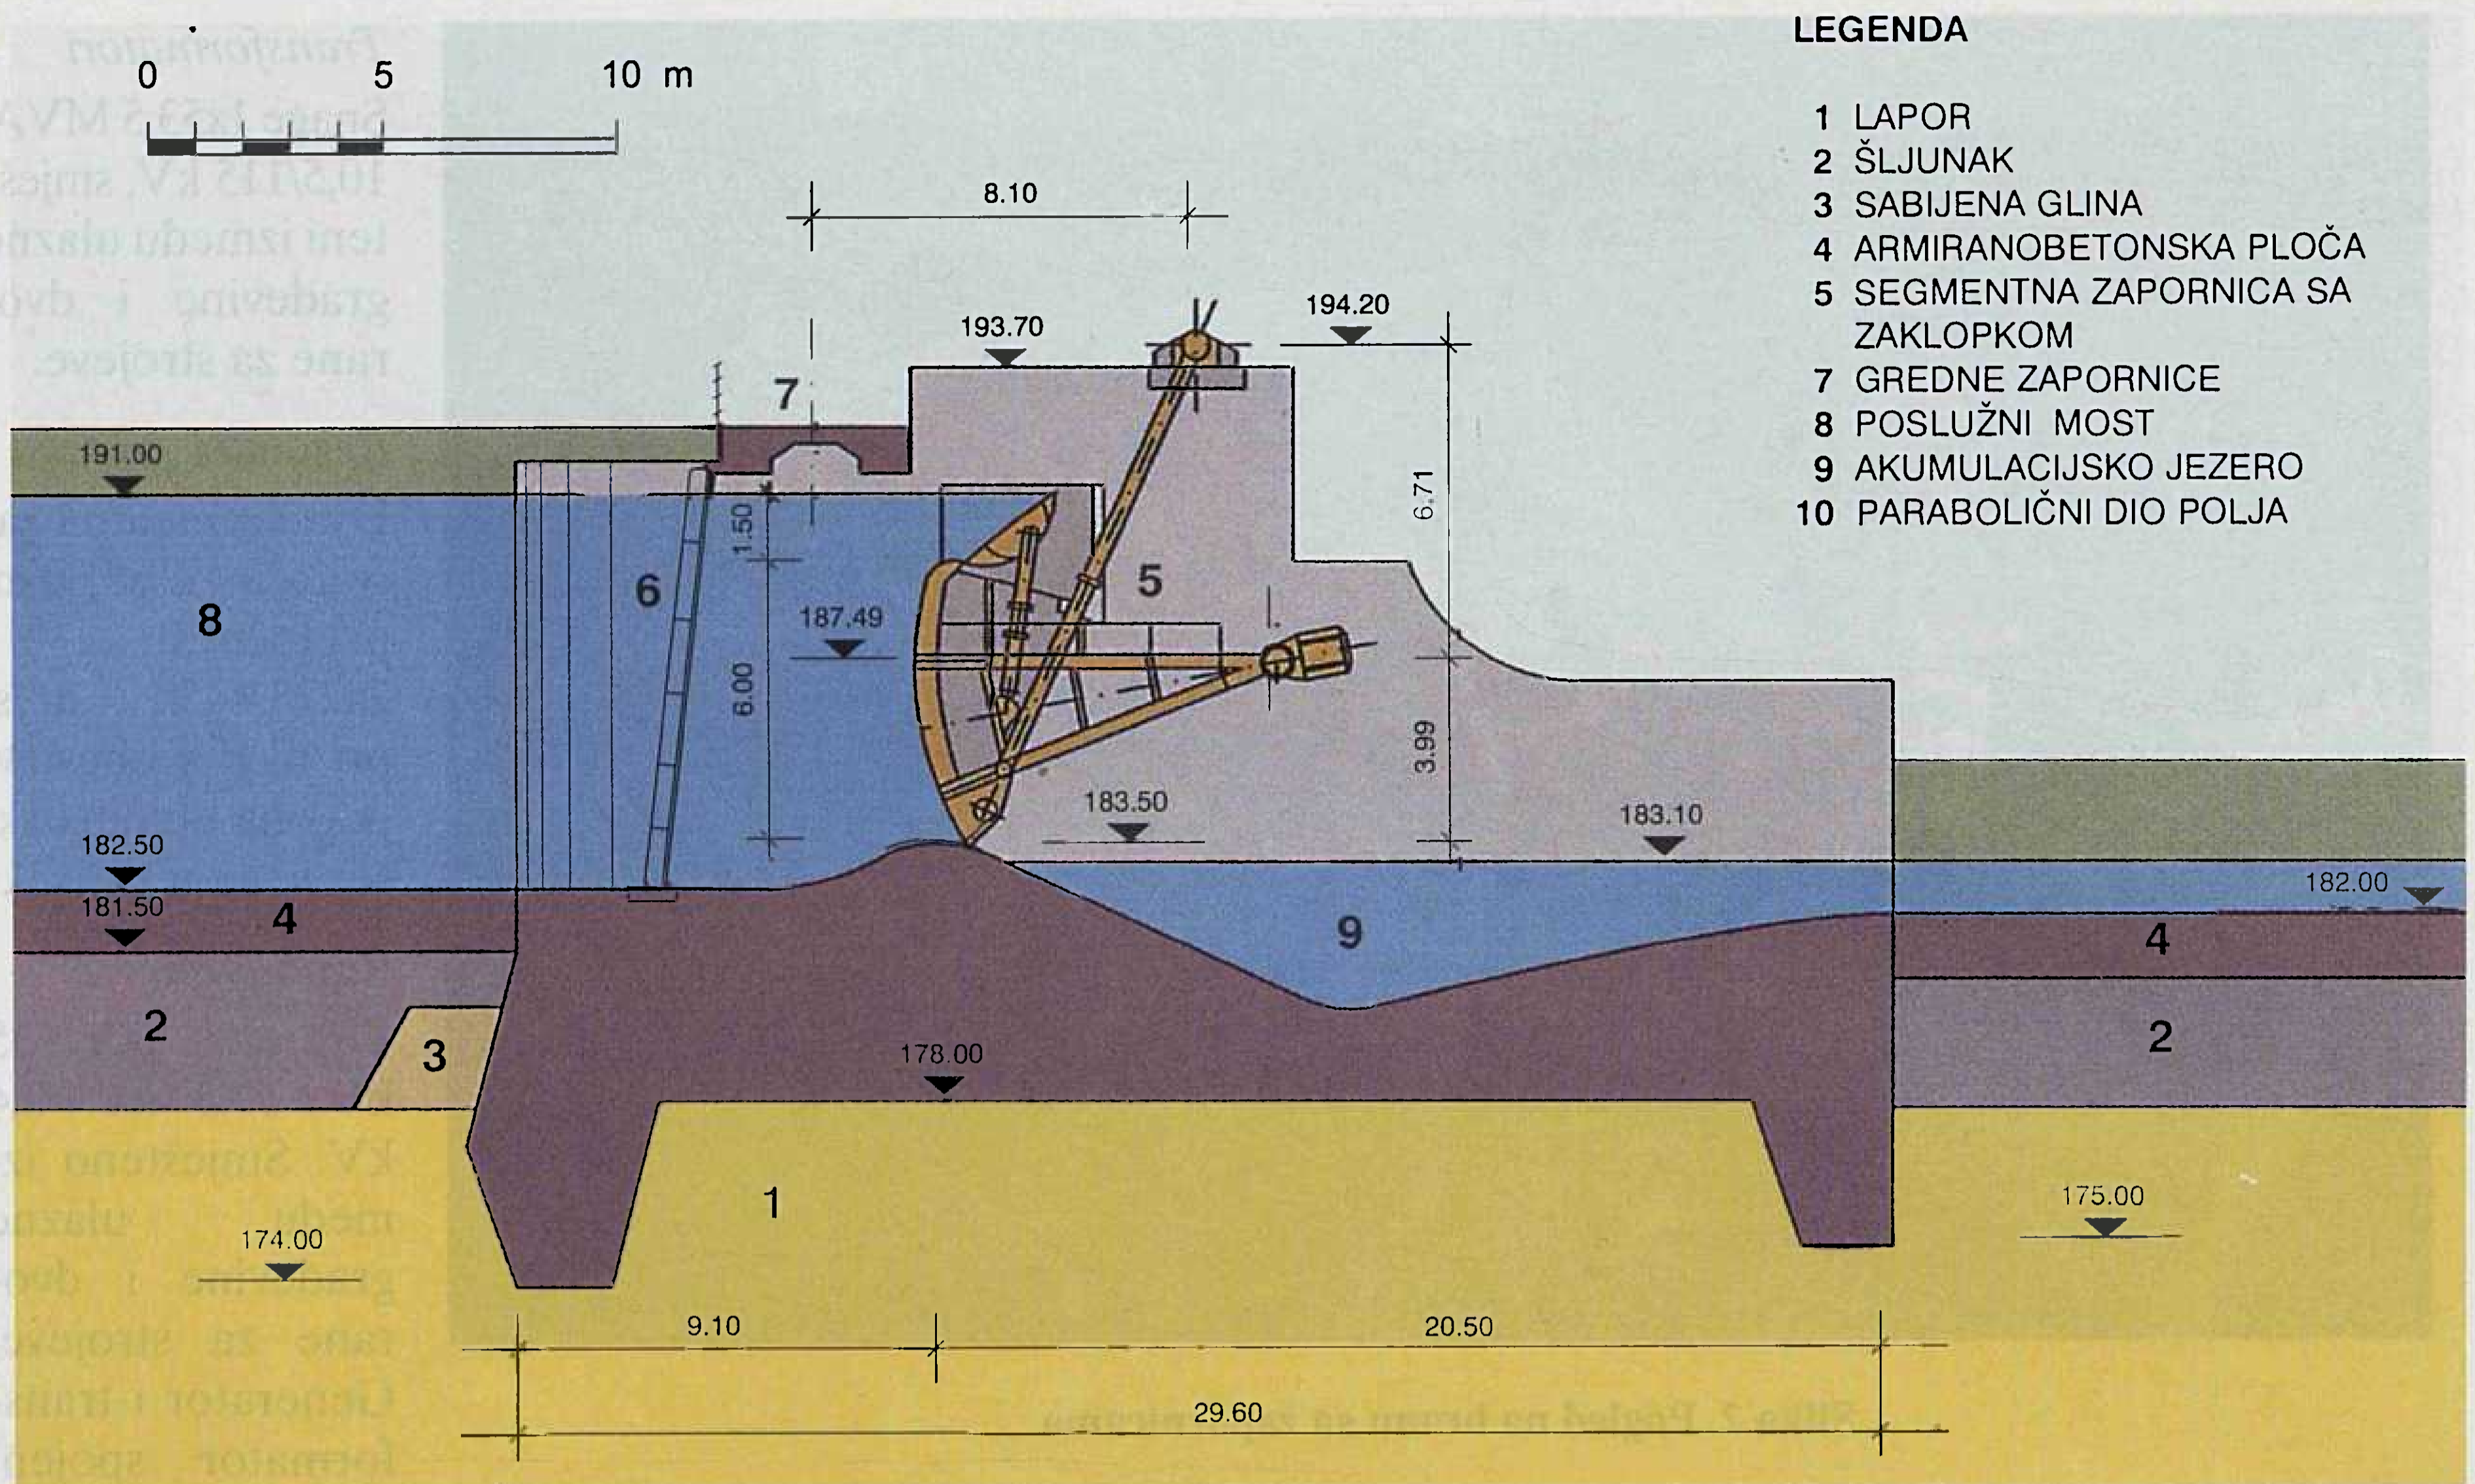 0 5 10 m
LEGENDA
1 LAPOR
2 ŠLJUNAK
3 SABIJENA GLINA
4 ARMIRANOBETONSKA PLOČA
5 SEGMENTNA ZAPORNICA SA
ZAKLOPKOM
7 GREDNE ZAPORNICE
8 POSLUŽNI MOST
9 AKUMULACIJSKO JEZERO
10 PARABOLIČNI DIO POLJA
8.10
194.20
193.70
7
191.00
6.71
1.50
6
5
8
187.49
6.00
3.99
183.50
183.10
182.50
182.00
181.50
4
9
4
2
3
178.00
2
1
175.00
174.00
9.10
20.50
29.60